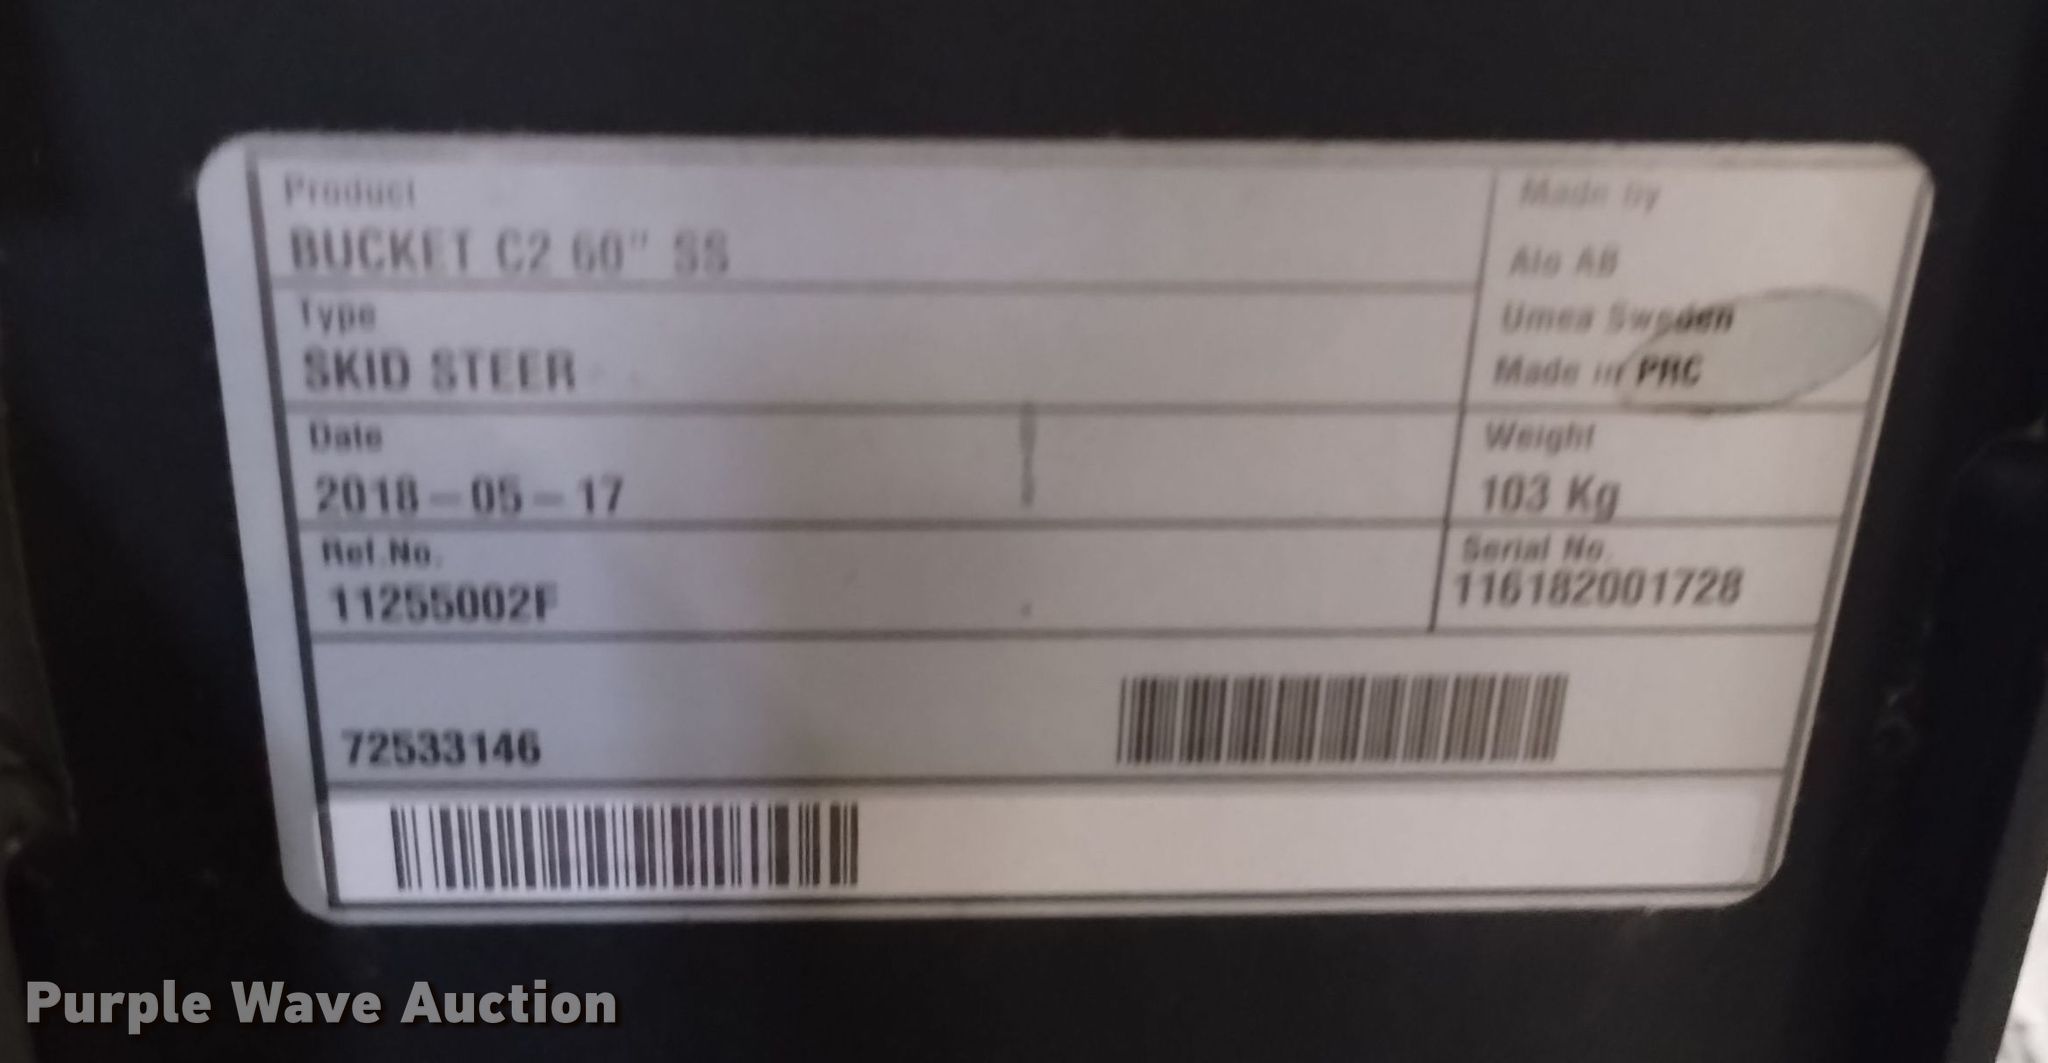 Product
BUCKET C2 60" SS
Type
SKID STEER
Date
2018-05-17
Ref.No.
11255002F
72533146
Made by
Alo AB
Umea Sweden
Made in PRC
Weight
103 Kg
Serial No.
116182001728
Purple Wave Auction